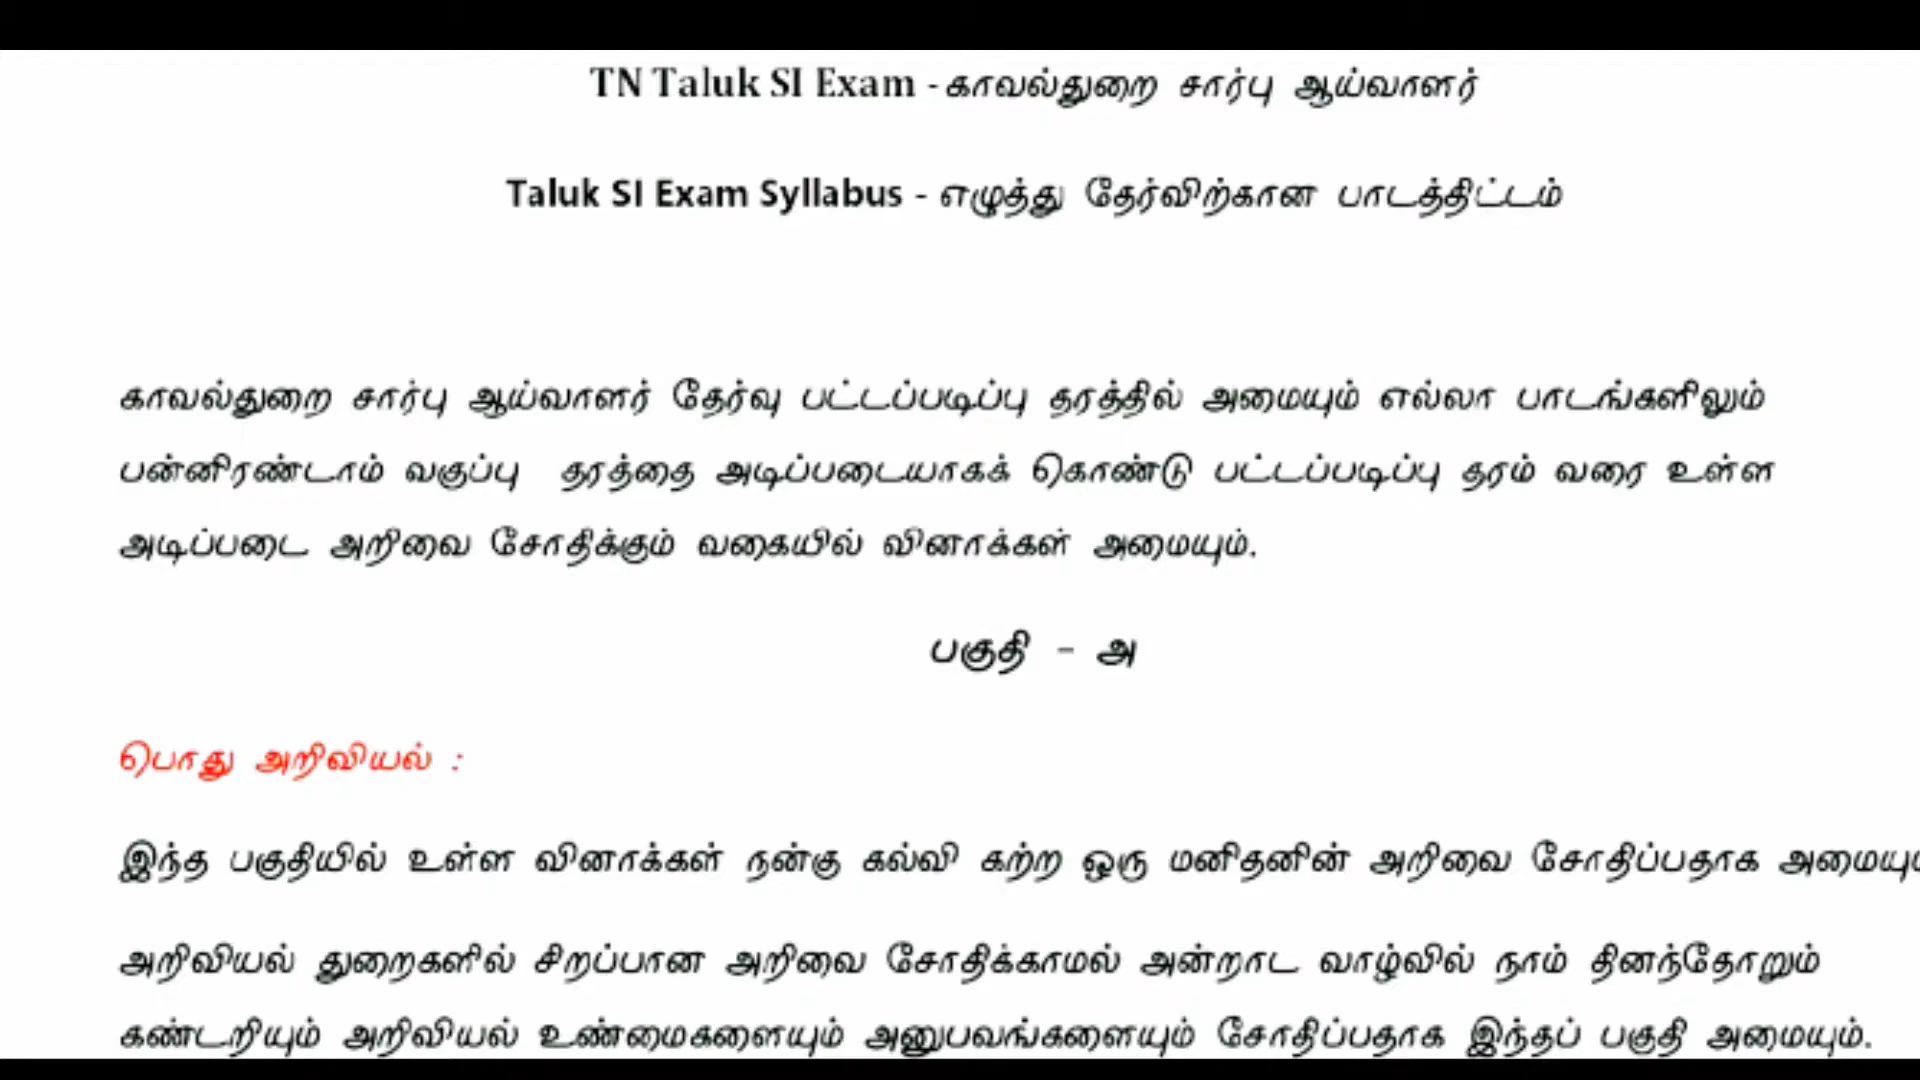 TN Taluk SI Exam - காவல்துறை சார்பு ஆய்வாளர்
Taluk SI Exam Syllabus - எழுத்து தேர்விற்கான பாடத்திட்டம்
காவல்துறை சார்பு ஆய்வாளர் தேர்வு பட்டப்படிப்பு தரத்தில் அமையும் எல்லா பாடங்களிலும்
பன்னிரண்டாம் வகுப்பு தரத்தை அடிப்படையாகக் கொண்டு பட்டப்படிப்பு தரம் வரை உள்ள
அடிப்படை அறிவை சோதிக்கும் வகையில் வினாக்கள் அமையும்.
பகுதி - அ
பொது அறிவியல் :
இந்த பகுதியில் உள்ள வினாக்கள் நன்கு கல்வி கற்ற ஒரு மனிதனின் அறிவை சோதிப்பதாக
அறிவியல் துறைகளில் சிறப்பான அறிவை சோதிக்காமல் அன்றாட வாழ்வில் நாம் தினந்தோறும்
கண்டறியும் அறிவியல் உண்மைகளையும் அனுபவங்களையும் சோதிப்பதாக இந்தப் பகுதி அமையும்.